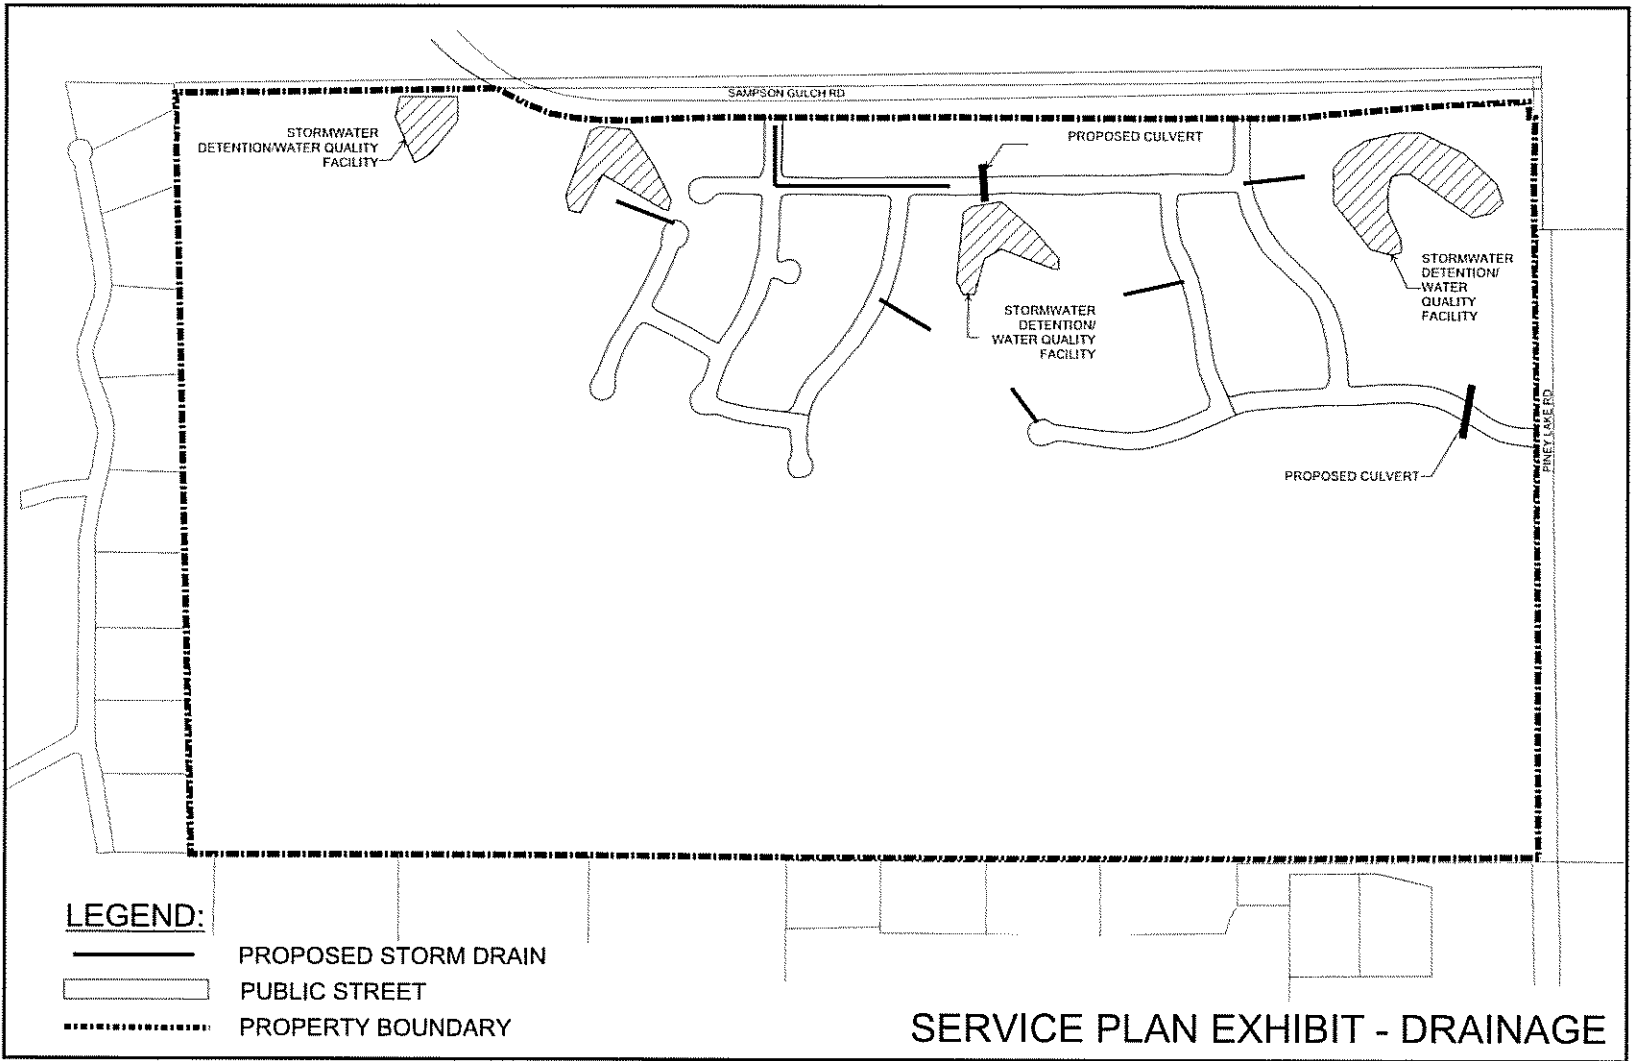 SAMPSON GULCH RD
STORMWATER
DETENTION/WATER QUALITY
FACILITY
PROPOSED CULVERT
STORMWATER
DETENTION/
WATER
QUALITY
FACILITY
STORMWATER
DETENTION/
WATER QUALITY
FACILITY
PINEY LAKE RD
PROPOSED CULVERT
LEGEND:
PROPOSED STORM DRAIN
PUBLIC STREET
PROPERTY BOUNDARY
SERVICE PLAN EXHIBIT - DRAINAGE